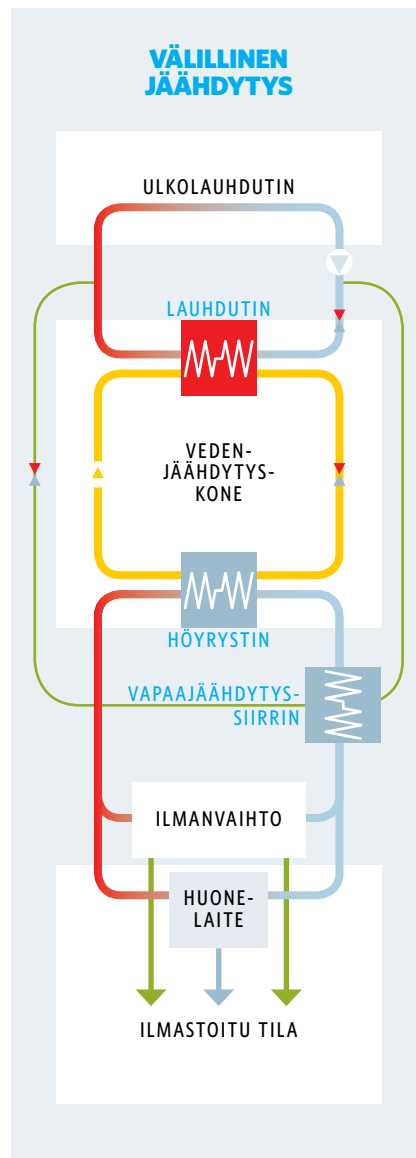 VÄLILLINEN
JÄÄHDYTYS
ULKOLAUHDUTIN
LAUHDUTIN
VEDEN-
JÄÄHDYTYS-
KONE
HÖYRYSTIN
VAPAAJÄÄHDYTYS-
SIIRRIN
ILMANVAIHTO
HUONE-
LAITE
ILMASTOITU TILA